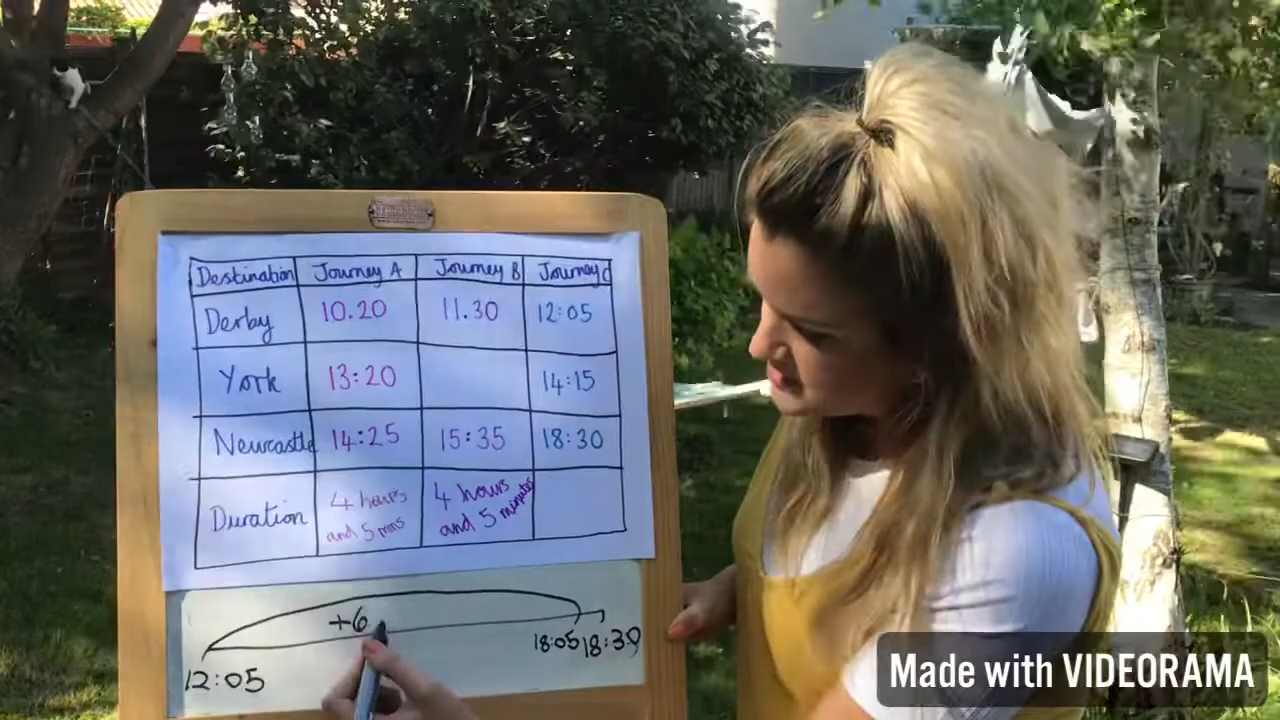 Destination Journey A Journey B Journey C
Derby 10.20 11.30 12:05
York 13:20 14:15
Newcastle 14:25 15:35 18:30
Duration 4 hours and 5 mns 4 hours and 5 minutes
+6
18:05 18:30
12:05
Made with VIDEORAMA